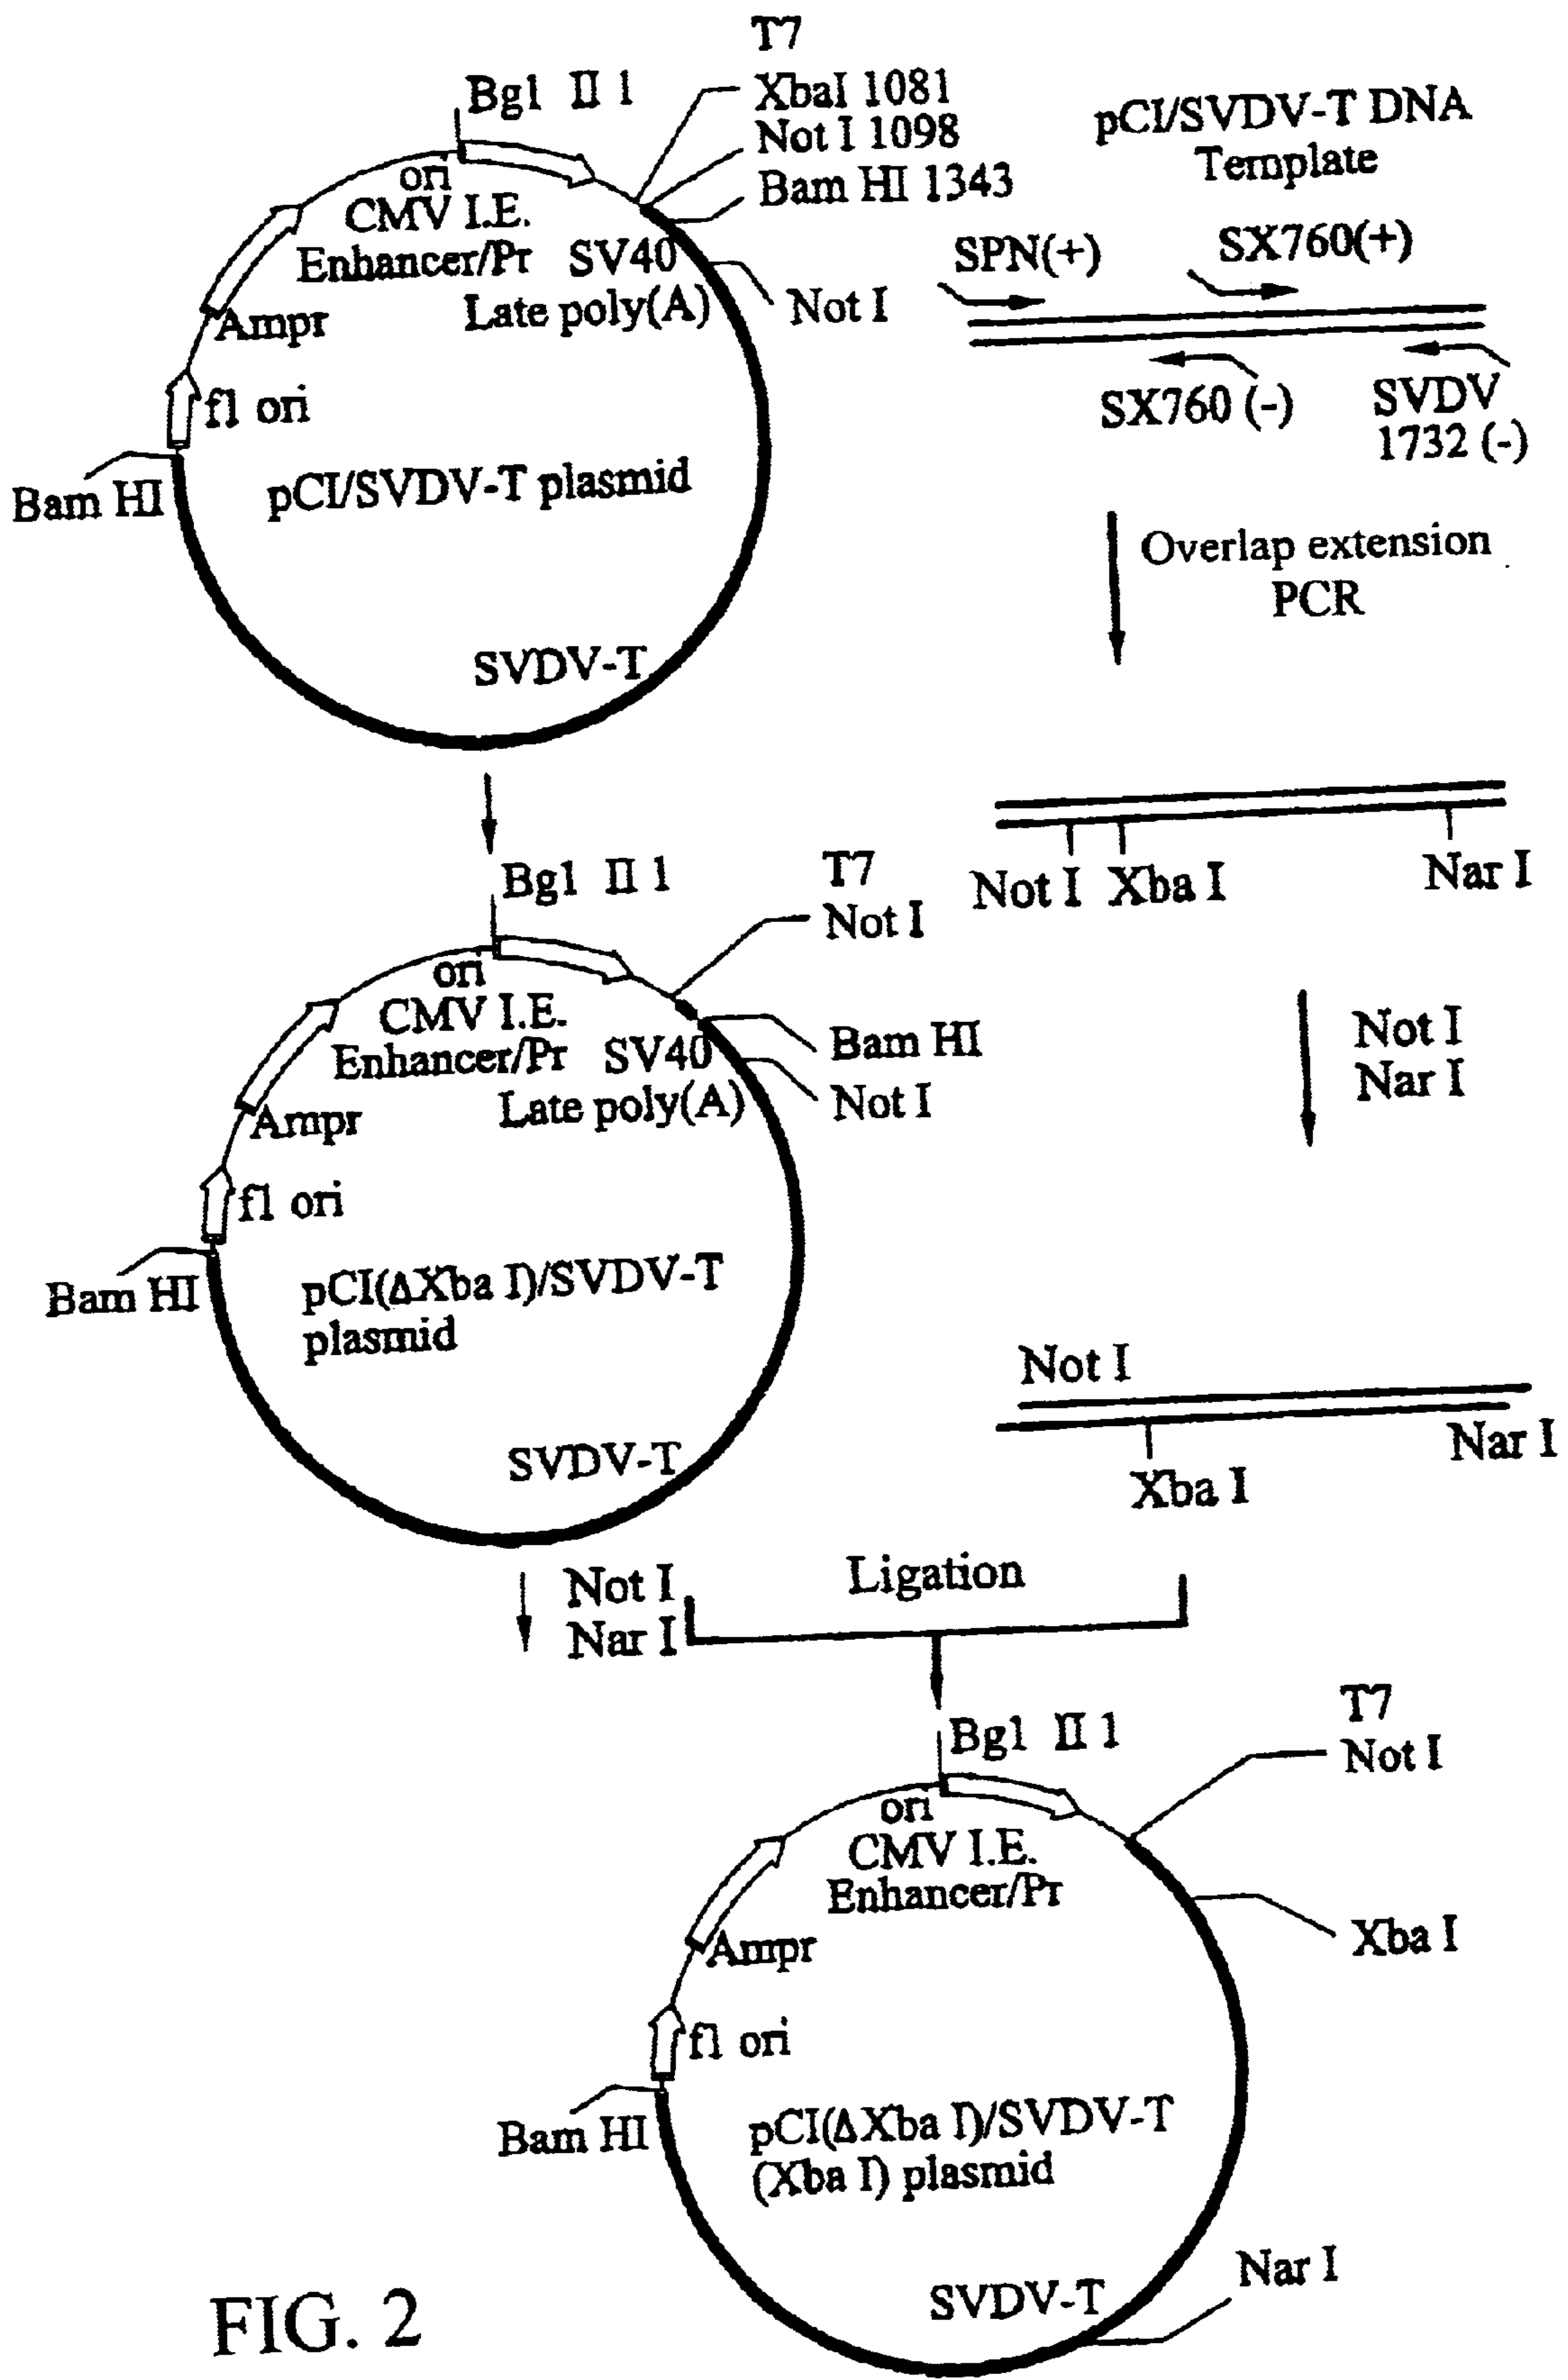 T7
Bgl II 1
XbaI 1081
Not I 1098
Bam HI 1343
pCI/SVDV-T DNA
Template
ori
CMV I.E.
Enhancer/Pr
SV40
Late poly(A)
Not I
Ampr
f1 ori
Bam HI
pCI/SVDV-T plasmid
SVDV-T
SPN(+)
SX760(+)
SX760 (-)
SVDV
1732 (-)
Overlap extension
PCR
Not I
Xba I
Nar I
Not I
Nar I
Bgl II 1
T7
Not I
ori
CMV I.E.
Enhancer/Pr
SV40
Late poly(A)
Bam HI
Not I
Ampr
f1 ori
Bam HI
pCI(ΔXba I)/SVDV-T
plasmid
SVDV-T
Not I
Xba I
Nar I
Not I
Nar I
Ligation
Bgl II 1
T7
Not I
ori
CMV I.E.
Enhancer/Pr
Xba I
Ampr
f1 ori
Bam HI
pCI(ΔXba I)/SVDV-T
(Xba I) plasmid
SVDV-T
Nar I
FIG. 2